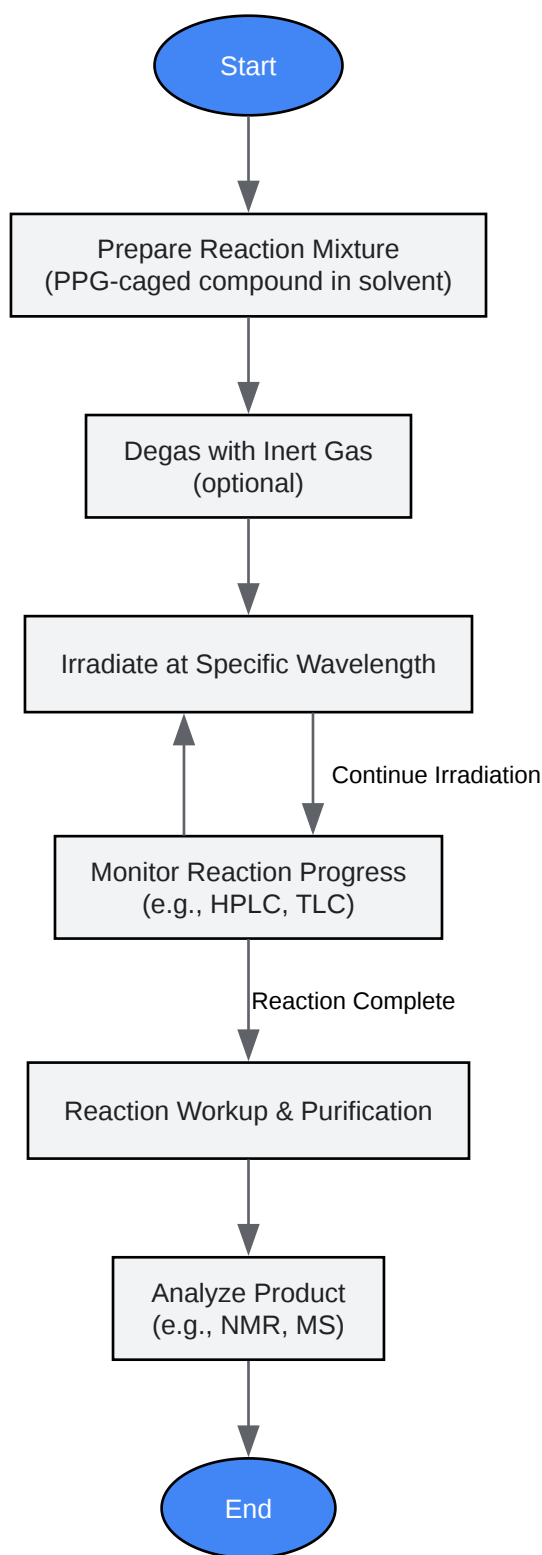 Start
Prepare Reaction Mixture
(PPG-caged compound in solvent)
Degas with Inert Gas
(optional)
Irradiate at Specific Wavelength
Continue Irradiation
Monitor Reaction Progress
(e.g., HPLC, TLC)
Reaction Complete
Reaction Workup & Purification
Analyze Product
(e.g., NMR, MS)
End